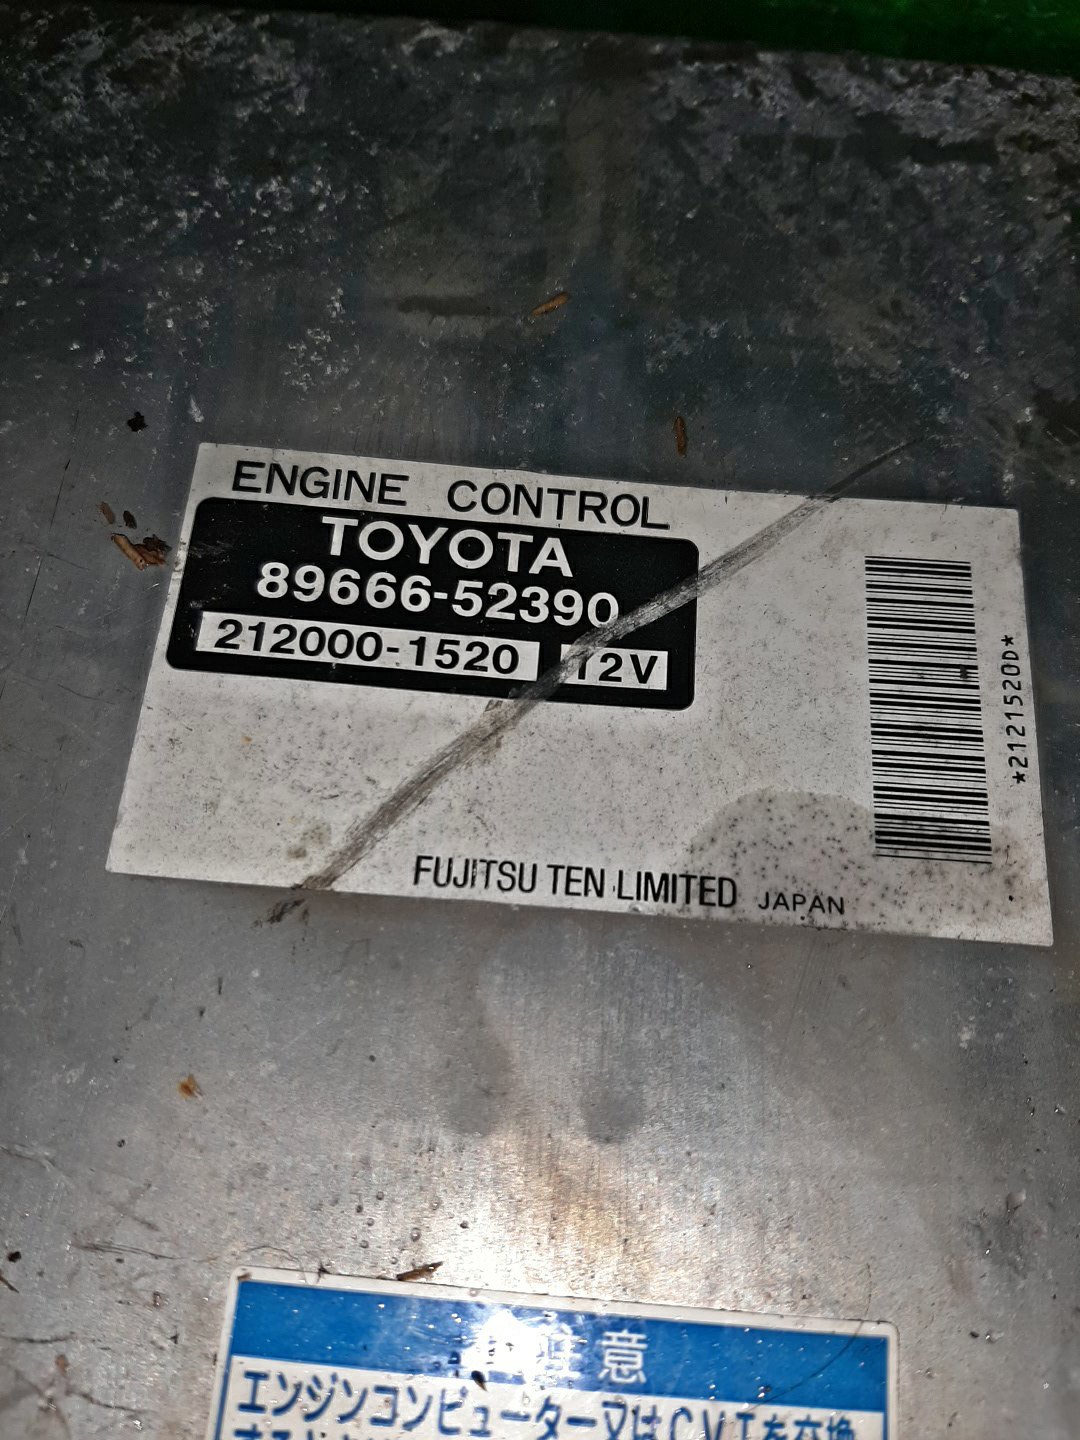 ENGINE CONTROL
TOYOTA
89666-52390
212000-1520 12V
*2121520D*
FUJITSU TEN LIMITED JAPAN
注意
エンジンコンピューター又はCVTを交換